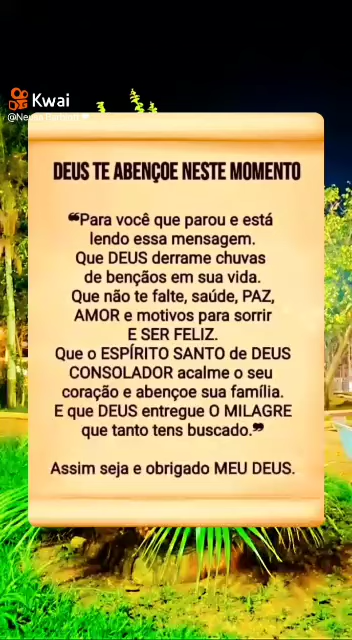 Kwai
DEUS TE ABENÇOE NESTE MOMENTO
❝Para você que parou e está
lendo essa mensagem.
Que DEUS derrame chuvas
de bençãos em sua vida.
Que não te falte, saúde, PAZ,
AMOR e motivos para sorrir
E SER FELIZ.
Que o ESPÍRITO SANTO de DEUS
CONSOLADOR acalme o seu
coração e abençoe sua família.
E que DEUS entregue O MILAGRE
que tanto tens buscado.❞
Assim seja e obrigado MEU DEUS.